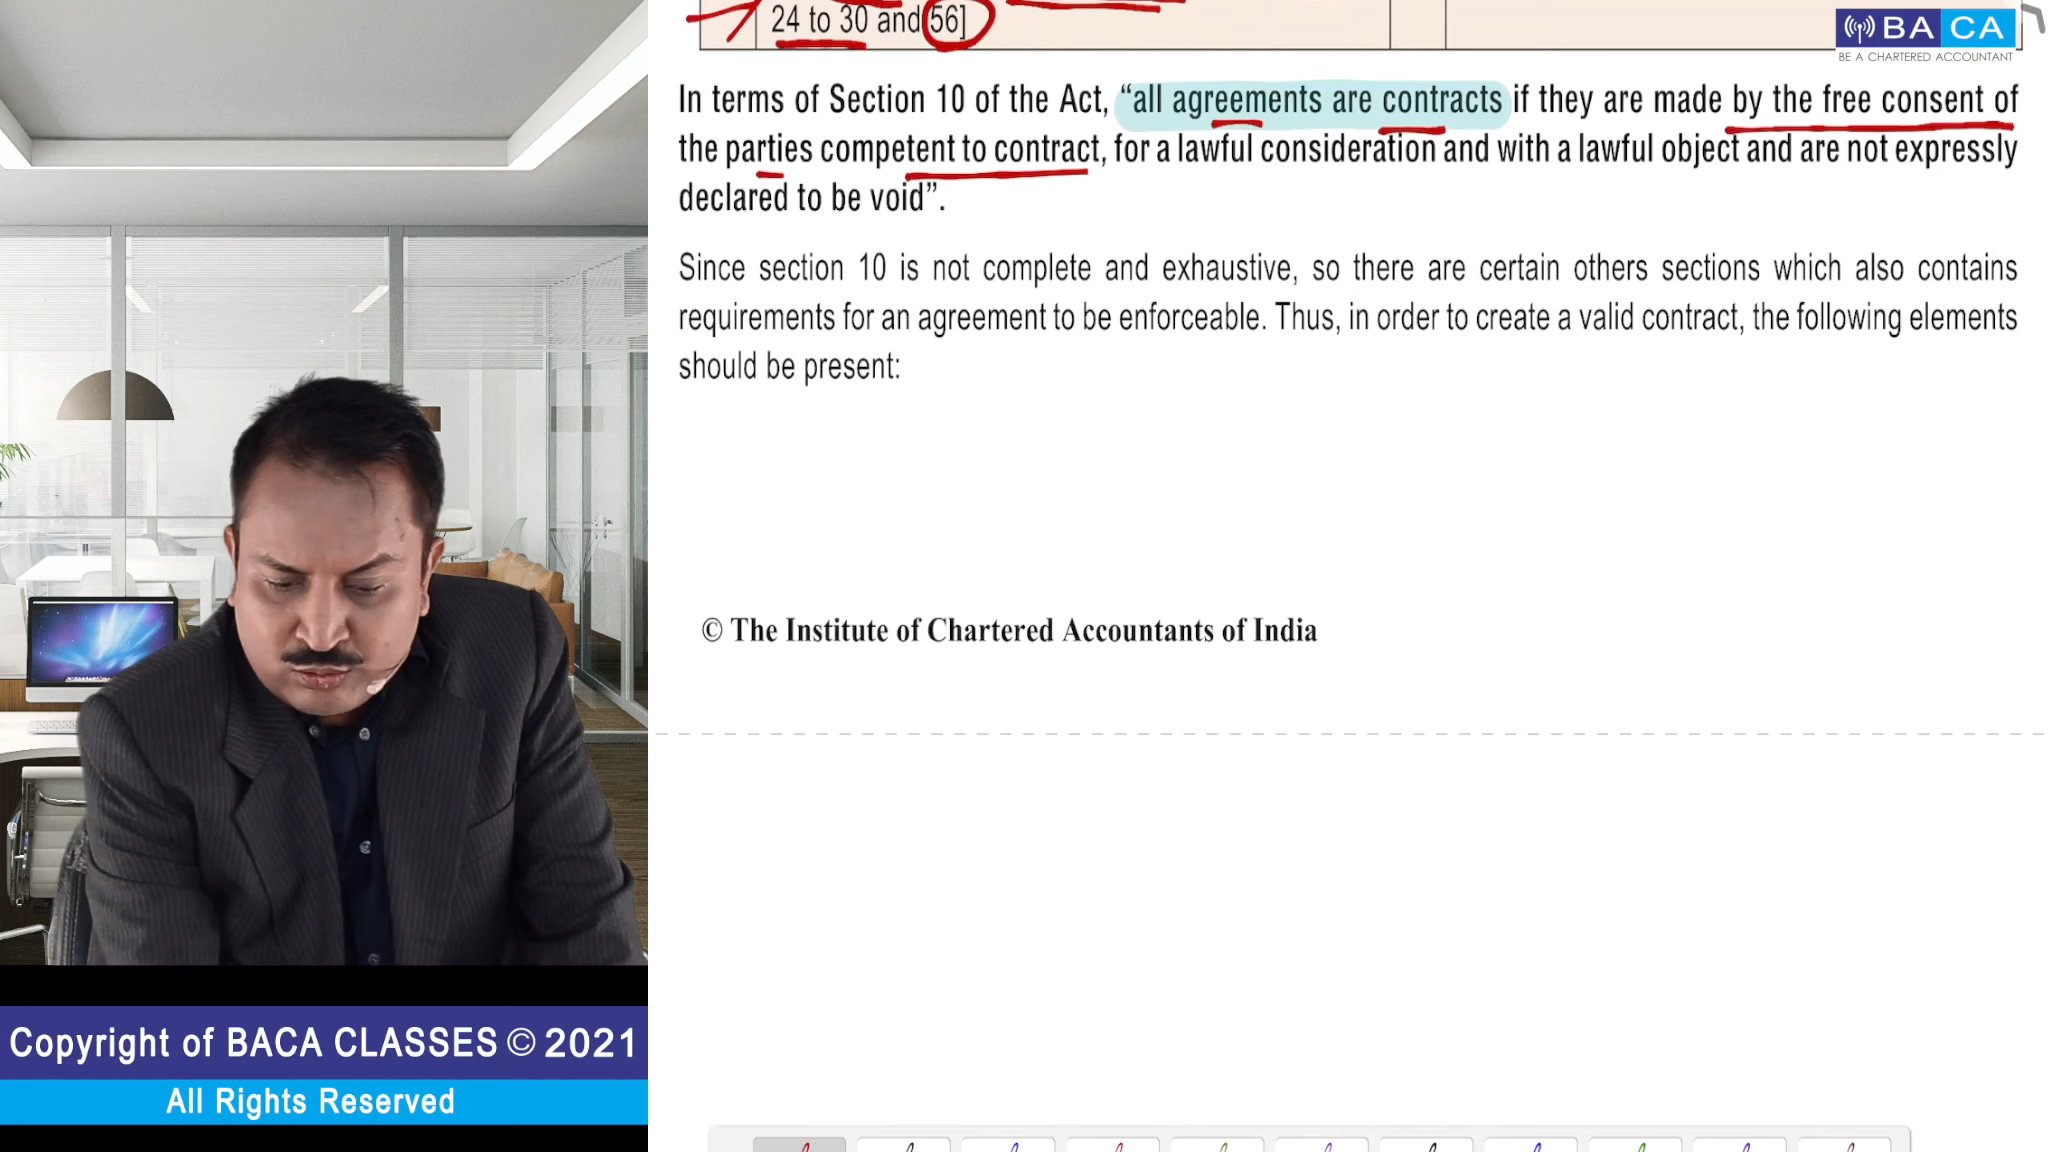 24 to 30 and 56]
BACA
BE A CHARTERED ACCOUNTANT
In terms of Section 10 of the Act, “all agreements are contracts if they are made by the free consent of
the parties competent to contract, for a lawful consideration and with a lawful object and are not expressly
declared to be void”.
Since section 10 is not complete and exhaustive, so there are certain others sections which also contains
requirements for an agreement to be enforceable. Thus, in order to create a valid contract, the following elements
should be present:
© The Institute of Chartered Accountants of India
Copyright of BACA CLASSES © 2021
All Rights Reserved